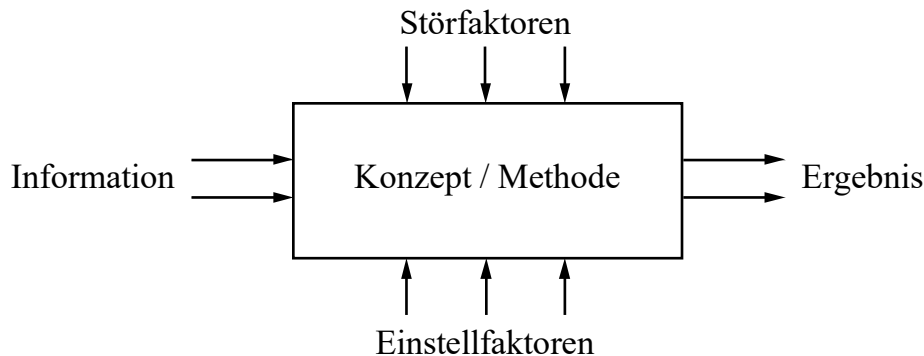 Störfaktoren
Information
Konzept / Methode
Ergebnis
Einstellfaktoren